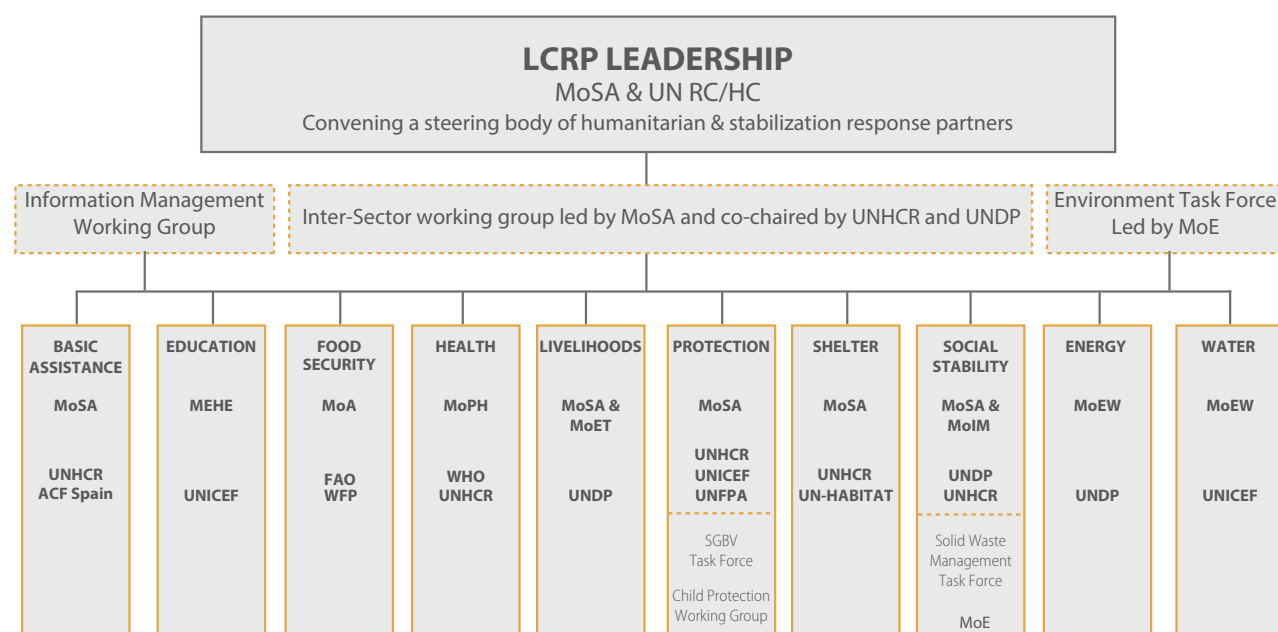 LCRP LEADERSHIP
MoSA & UN RC/HC
Convening a steering body of humanitarian & stabilization response partners
Information Management
Working Group
Inter-Sector working group led by MoSA and co-chaired by UNHCR and UNDP
Environment Task Force
Led by MoE
BASIC
ASSISTANCE
MoSA
UNHCR
ACF Spain
EDUCATION
MEHE
UNICEF
FOOD
SECURITY
MoA
FAO
WFP
HEALTH
MoPH
WHO
UNHCR
LIVELIHOODS
MoSA &
MoET
UNDP
PROTECTION
MoSA
UNHCR
UNICEF
UNFPA
SGBV
Task Force
Child Protection
Working Group
SHELTER
MoSA
UNHCR
UN-HABITAT
SOCIAL
STABILITY
MoSA &
MoIM
UNDP
UNHCR
Solid Waste
Management
Task Force
MoE
ENERGY
MoEW
UNDP
WATER
MoEW
UNICEF